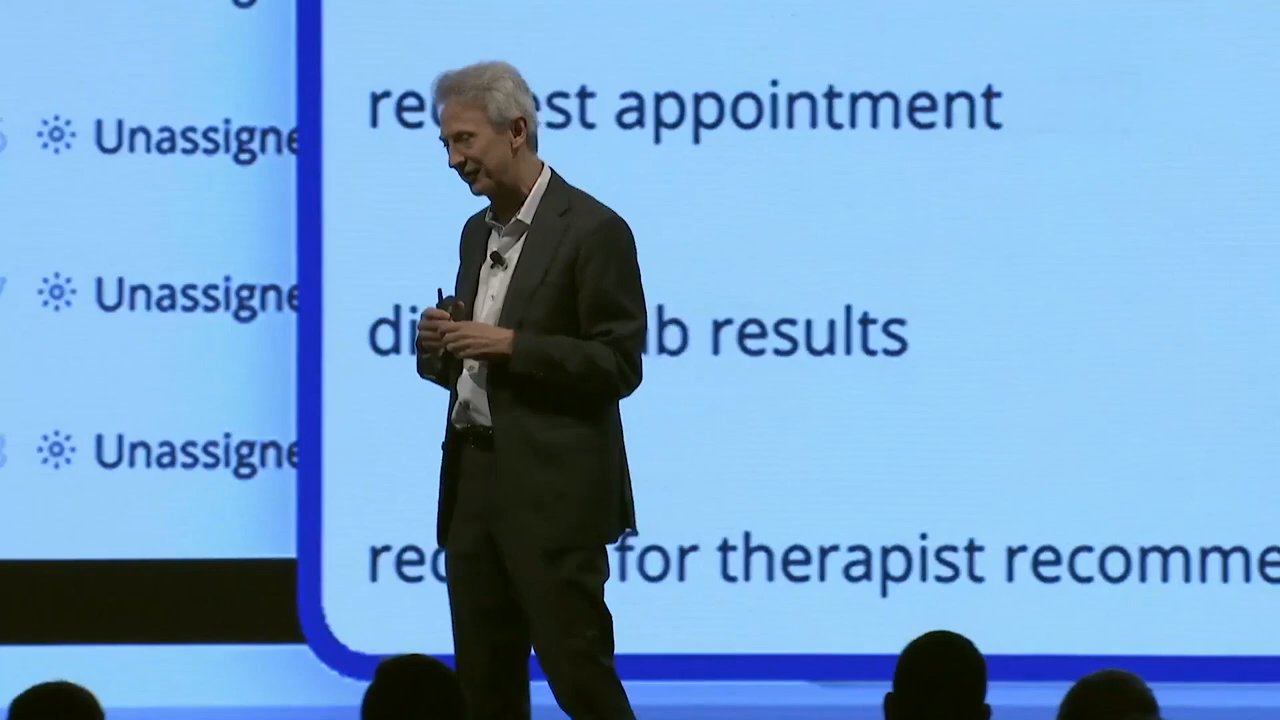 Unassigne
Unassigne
Unassigne
appointment
results
for therapist recomme